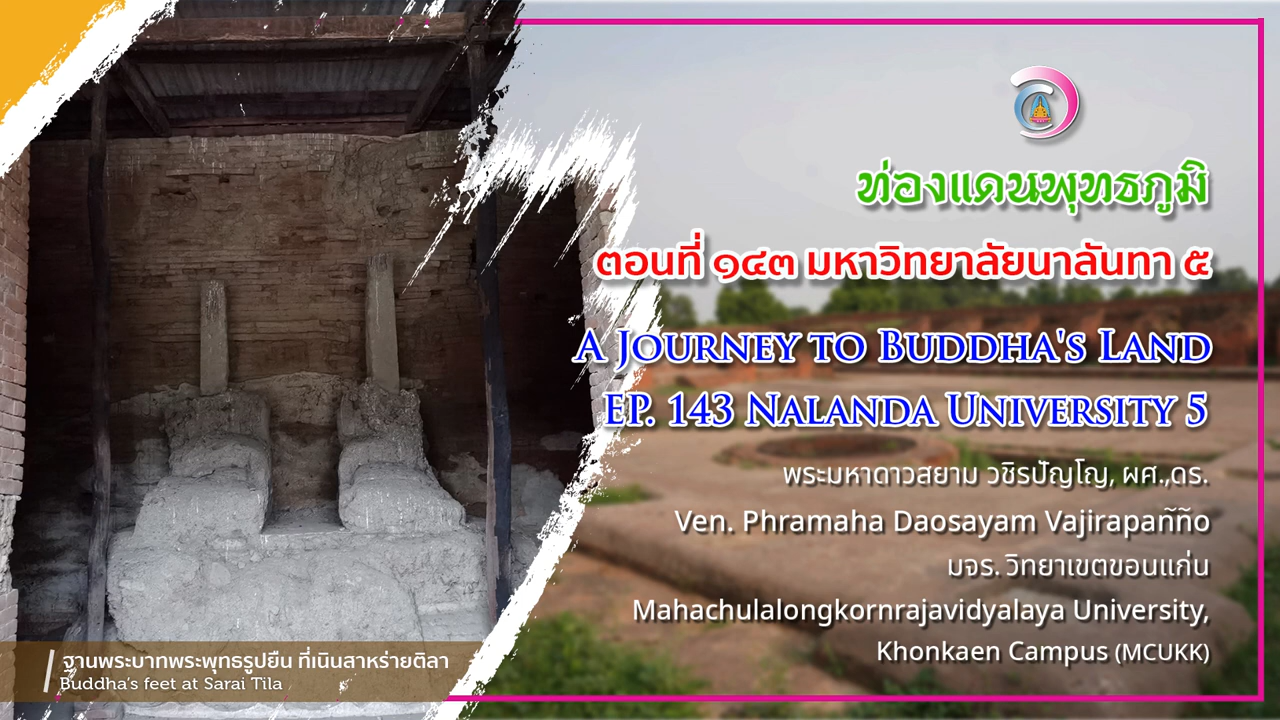 ท่องแดนพุทธภูมิ
ตอนที่ ๑๔๓ มหาวิทยาลัยนาลันทา ๕
A Journey to Buddha's Land
EP. 143 Nalanda University 5
พระมหาดาวสยาม วชิรปัญโญ, ผศ.,ดร.
Ven. Phramaha Daosayam Vajirapañño
มจร. วิทยาเขตขอนแก่น
Mahachulalongkornrajavidyalaya University,
Khonkaen Campus (MCUKK)
ฐานพระบาทพระพุทธรูปยืน ที่เนินสาหร่ายติลา
Buddha's feet at Sarai Tila